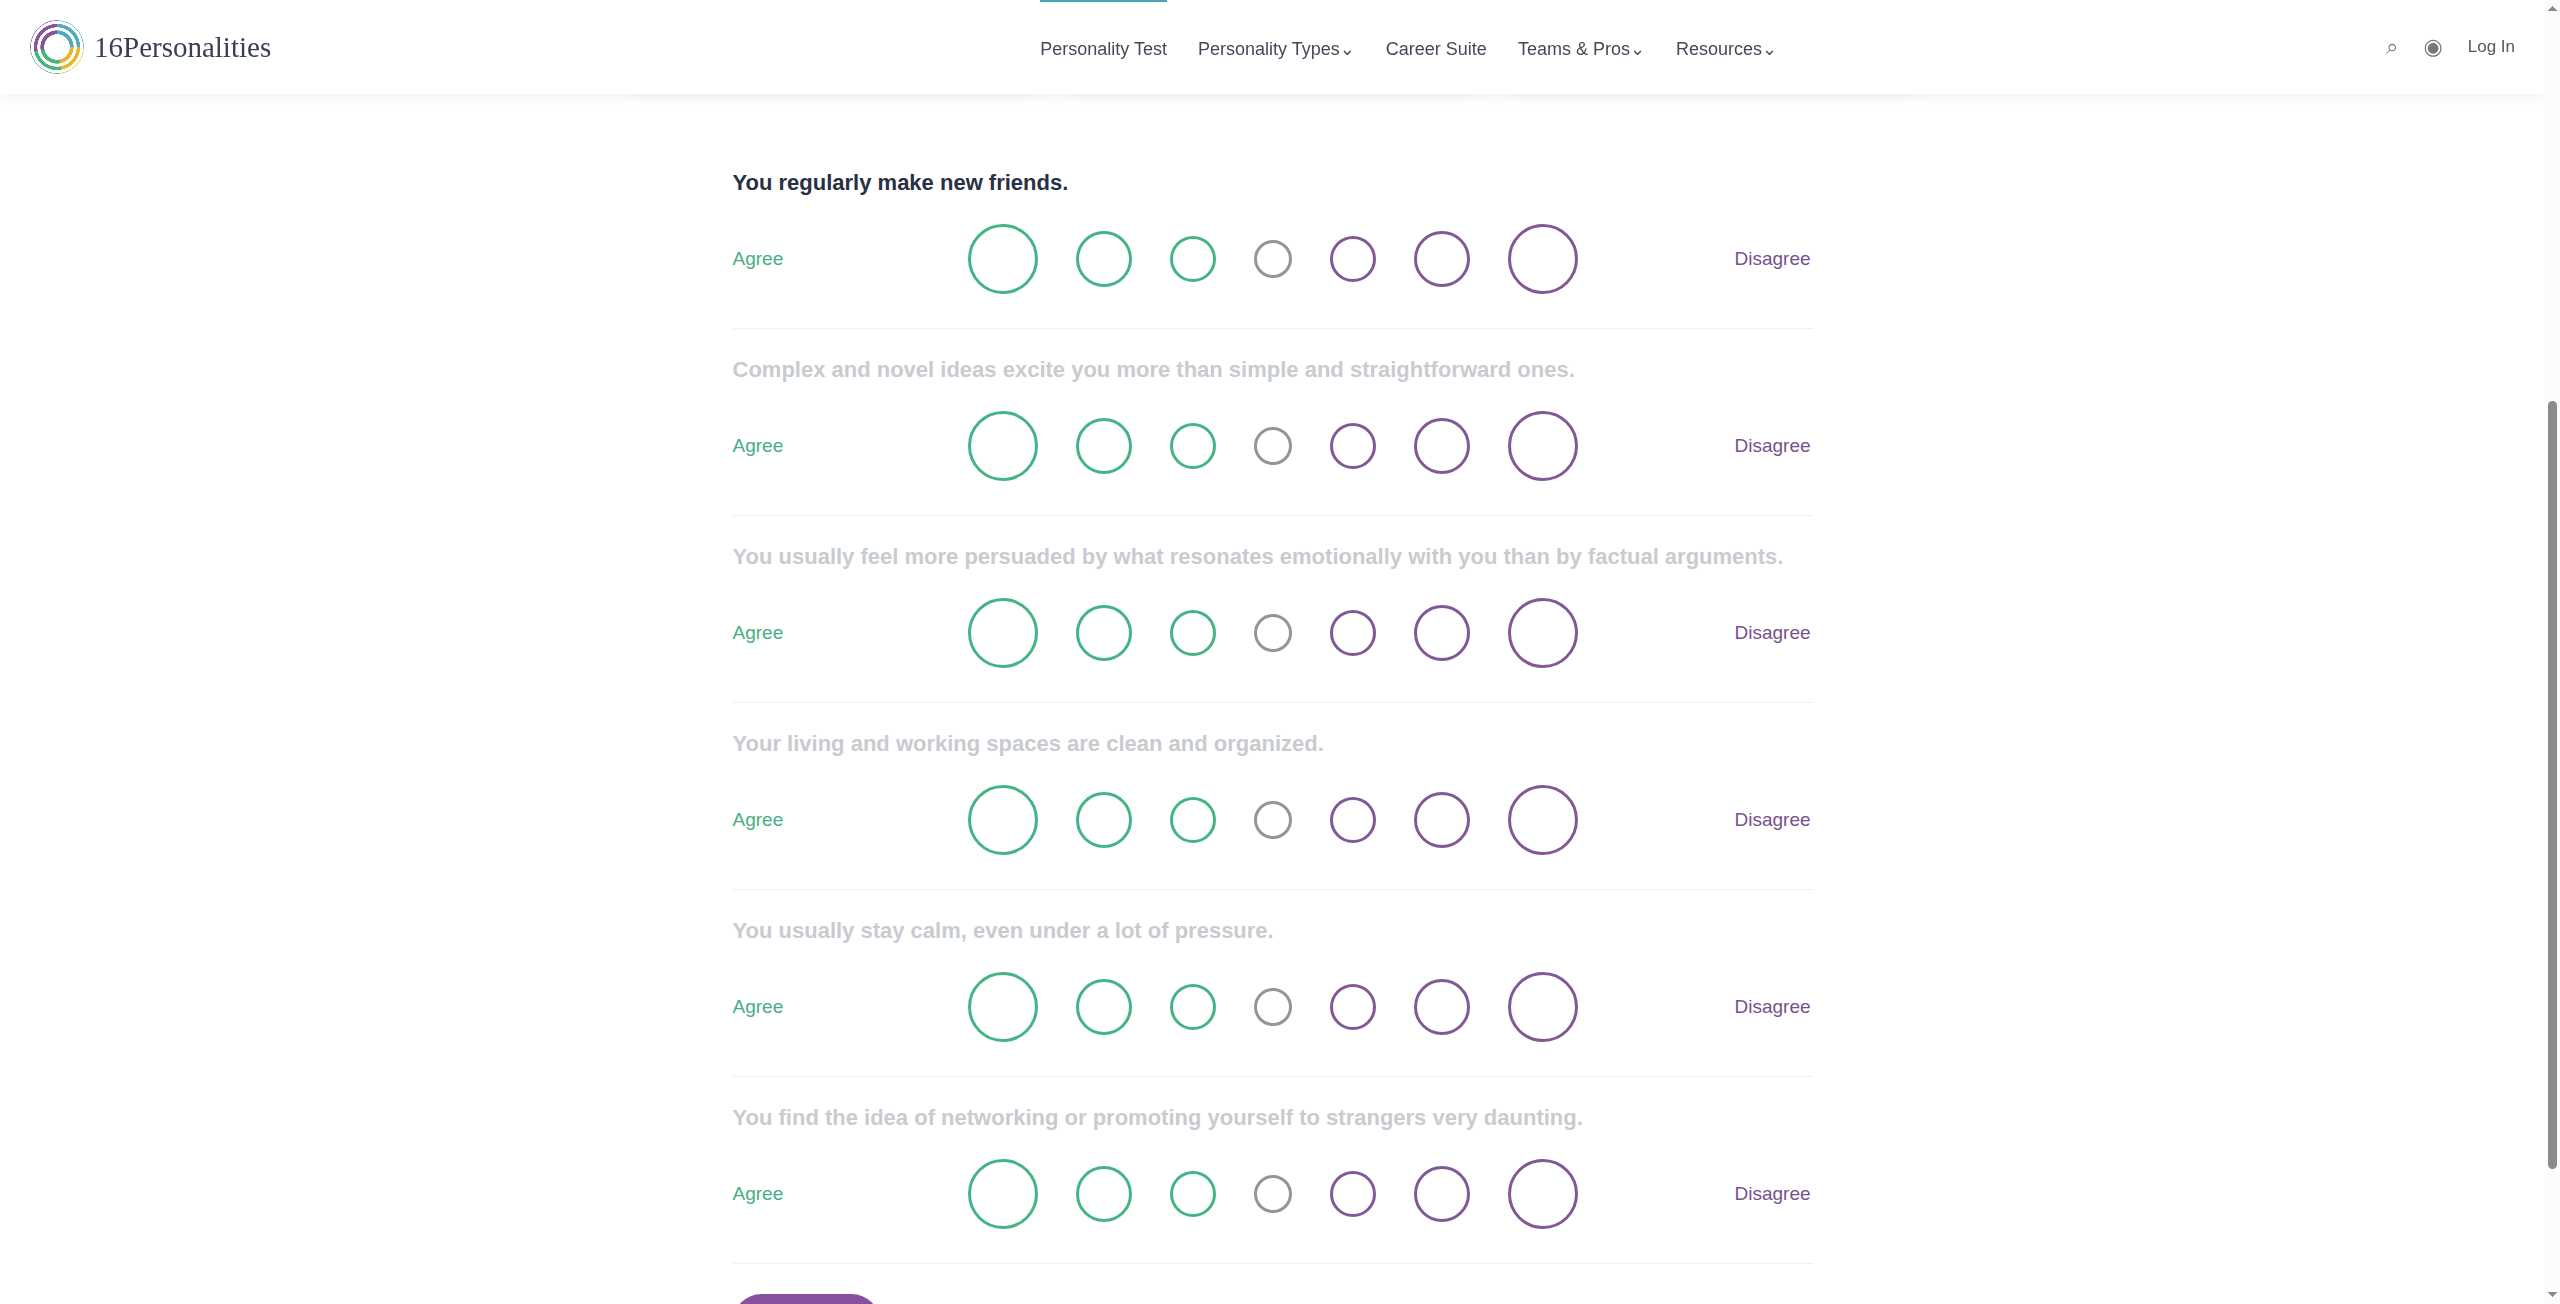 16Personalities
Personality Test
Personality Types
Career Suite
Teams & Pros
Resources
Log In
You regularly make new friends.
Agree
Disagree
Complex and novel ideas excite you more than simple and straightforward ones.
Agree
Disagree
You usually feel more persuaded by what resonates emotionally with you than by factual arguments.
Agree
Disagree
Your living and working spaces are clean and organized.
Agree
Disagree
You usually stay calm, even under a lot of pressure.
Agree
Disagree
You find the idea of networking or promoting yourself to strangers very daunting.
Agree
Disagree